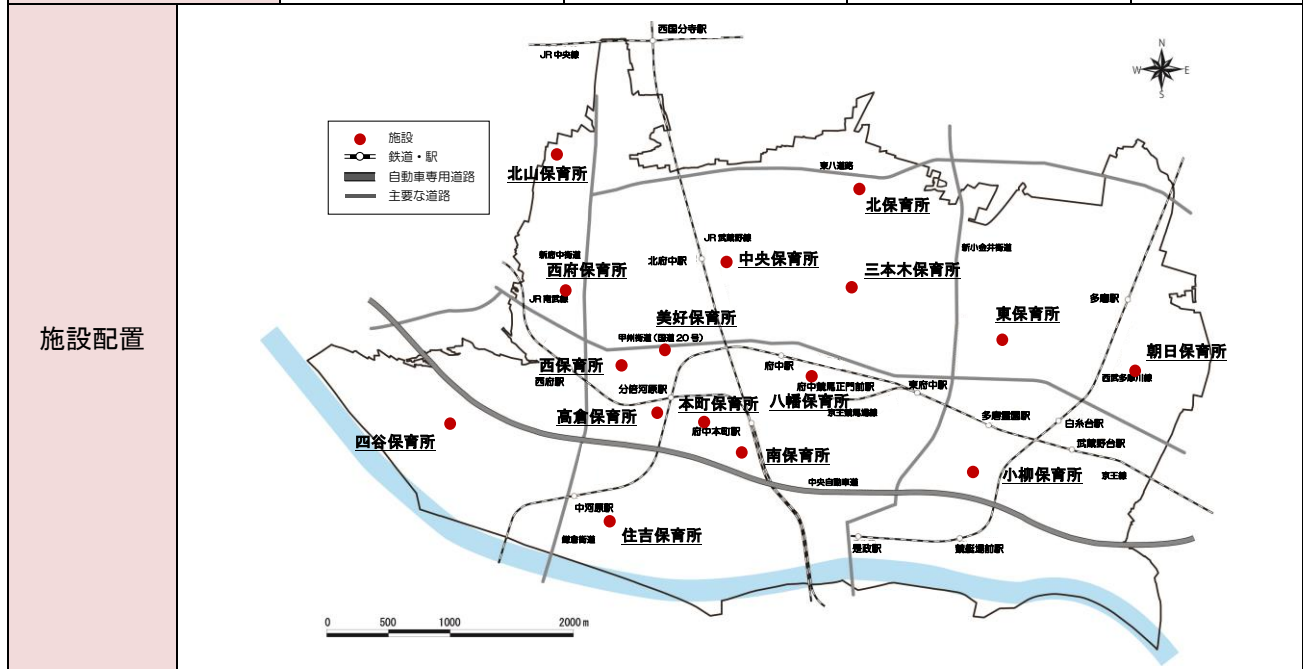 施設配置
西国分寺駅
JR中央線
N
W
E
S
施設
鉄道・駅
自動車専用道路
主要な道路
北山保育所
東八道路
北保育所
JR武蔵野線
新府中街道
北府中駅
中央保育所
新小金井街道
西府保育所
三本木保育所
JR南武線
多磨駅
美好保育所
東保育所
甲州街道(国道20号)
朝日保育所
西保育所
府中駅
西武多摩川線
西府駅
分倍河原駅
府中競馬正門前駅
東府中駅
八幡保育所
本町保育所
高倉保育所
京王競馬場線
多磨霊園駅
白糸台駅
府中本町駅
四谷保育所
武蔵野台駅
南保育所
小柳保育所
京王線
中央自動車道
中河原駅
住吉保育所
鎌倉街道
是政駅
競艇場前駅
0
1000
2000m